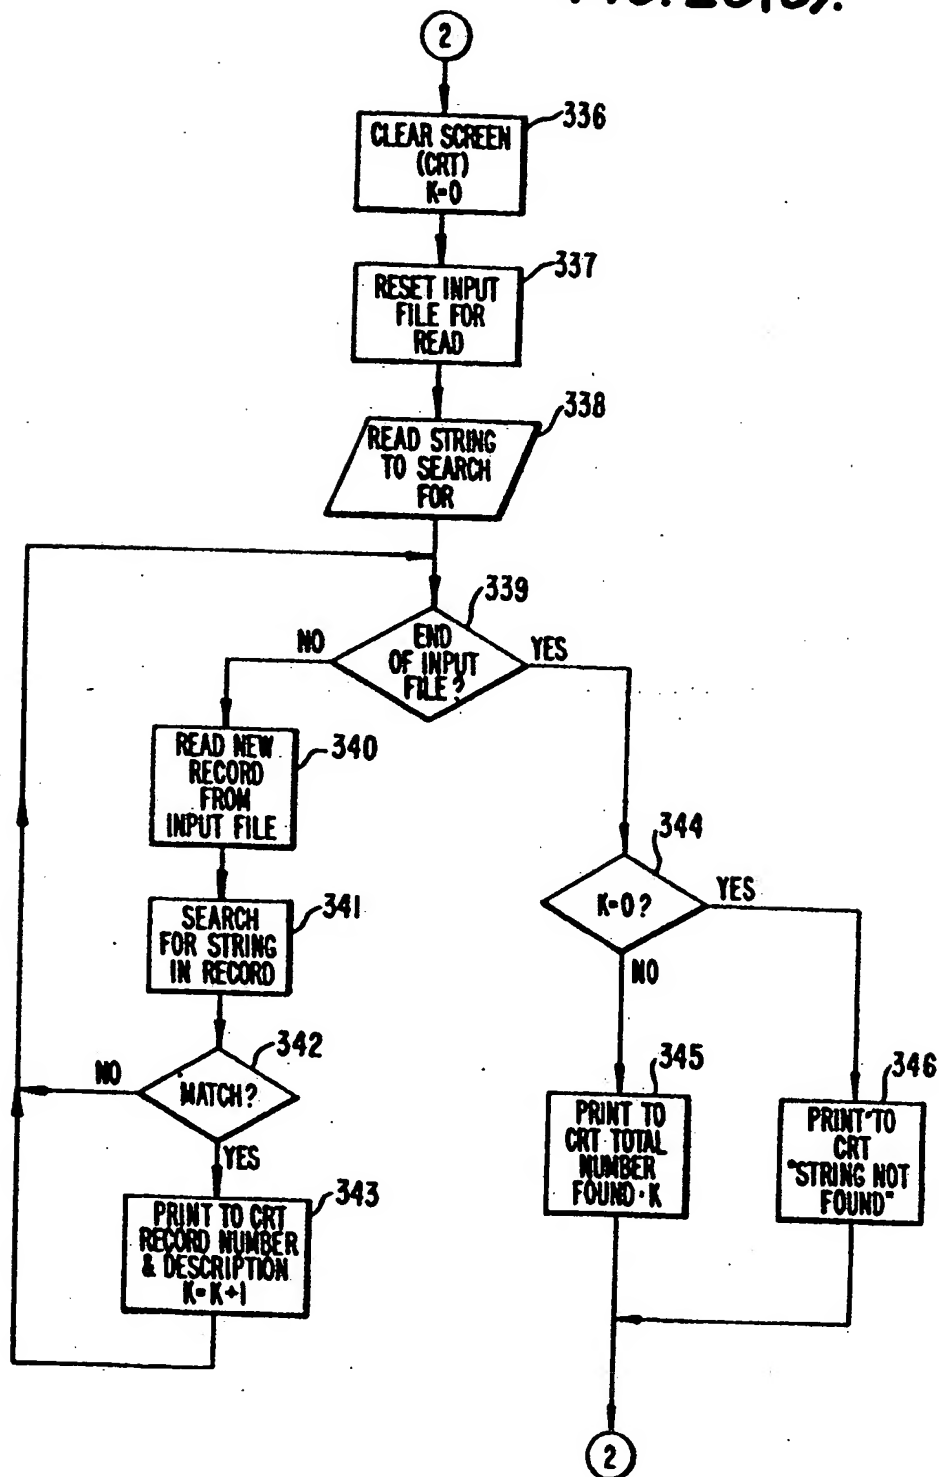 2
CLEAR SCREEN
(CRT)
K=0
336
RESET INPUT
FILE FOR
READ
337
READ STRING
TO SEARCH
FOR
338
END
OF INPUT
FILE?
339
NO
YES
READ NEW
RECORD
FROM
INPUT FILE
340
SEARCH
FOR STRING
IN RECORD
341
MATCH?
342
NO
YES
PRINT TO CRT
RECORD NUMBER
& DESCRIPTION
K=K+1
343
K=0?
344
YES
NO
PRINT TO
CRT TOTAL
NUMBER
FOUND=K
345
PRINT TO
CRT
"STRING NOT
FOUND"
346
2